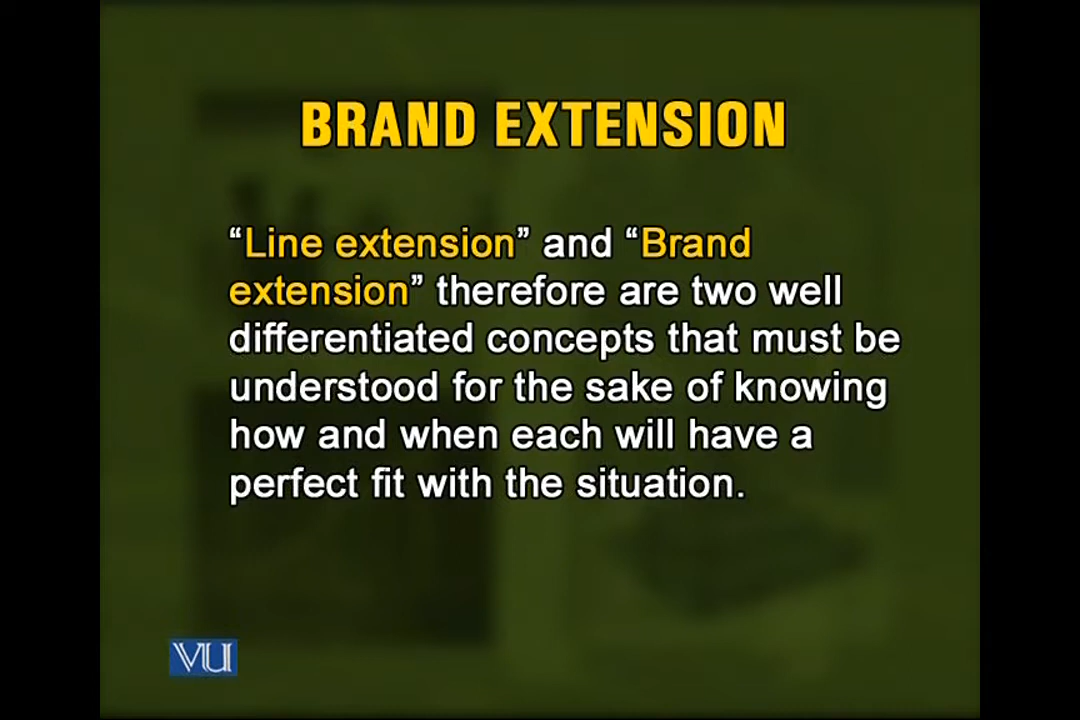 BRAND EXTENSION
“Line extension” and “Brand
extension” therefore are two well
differentiated concepts that must be
understood for the sake of knowing
how and when each will have a
perfect fit with the situation.
VU